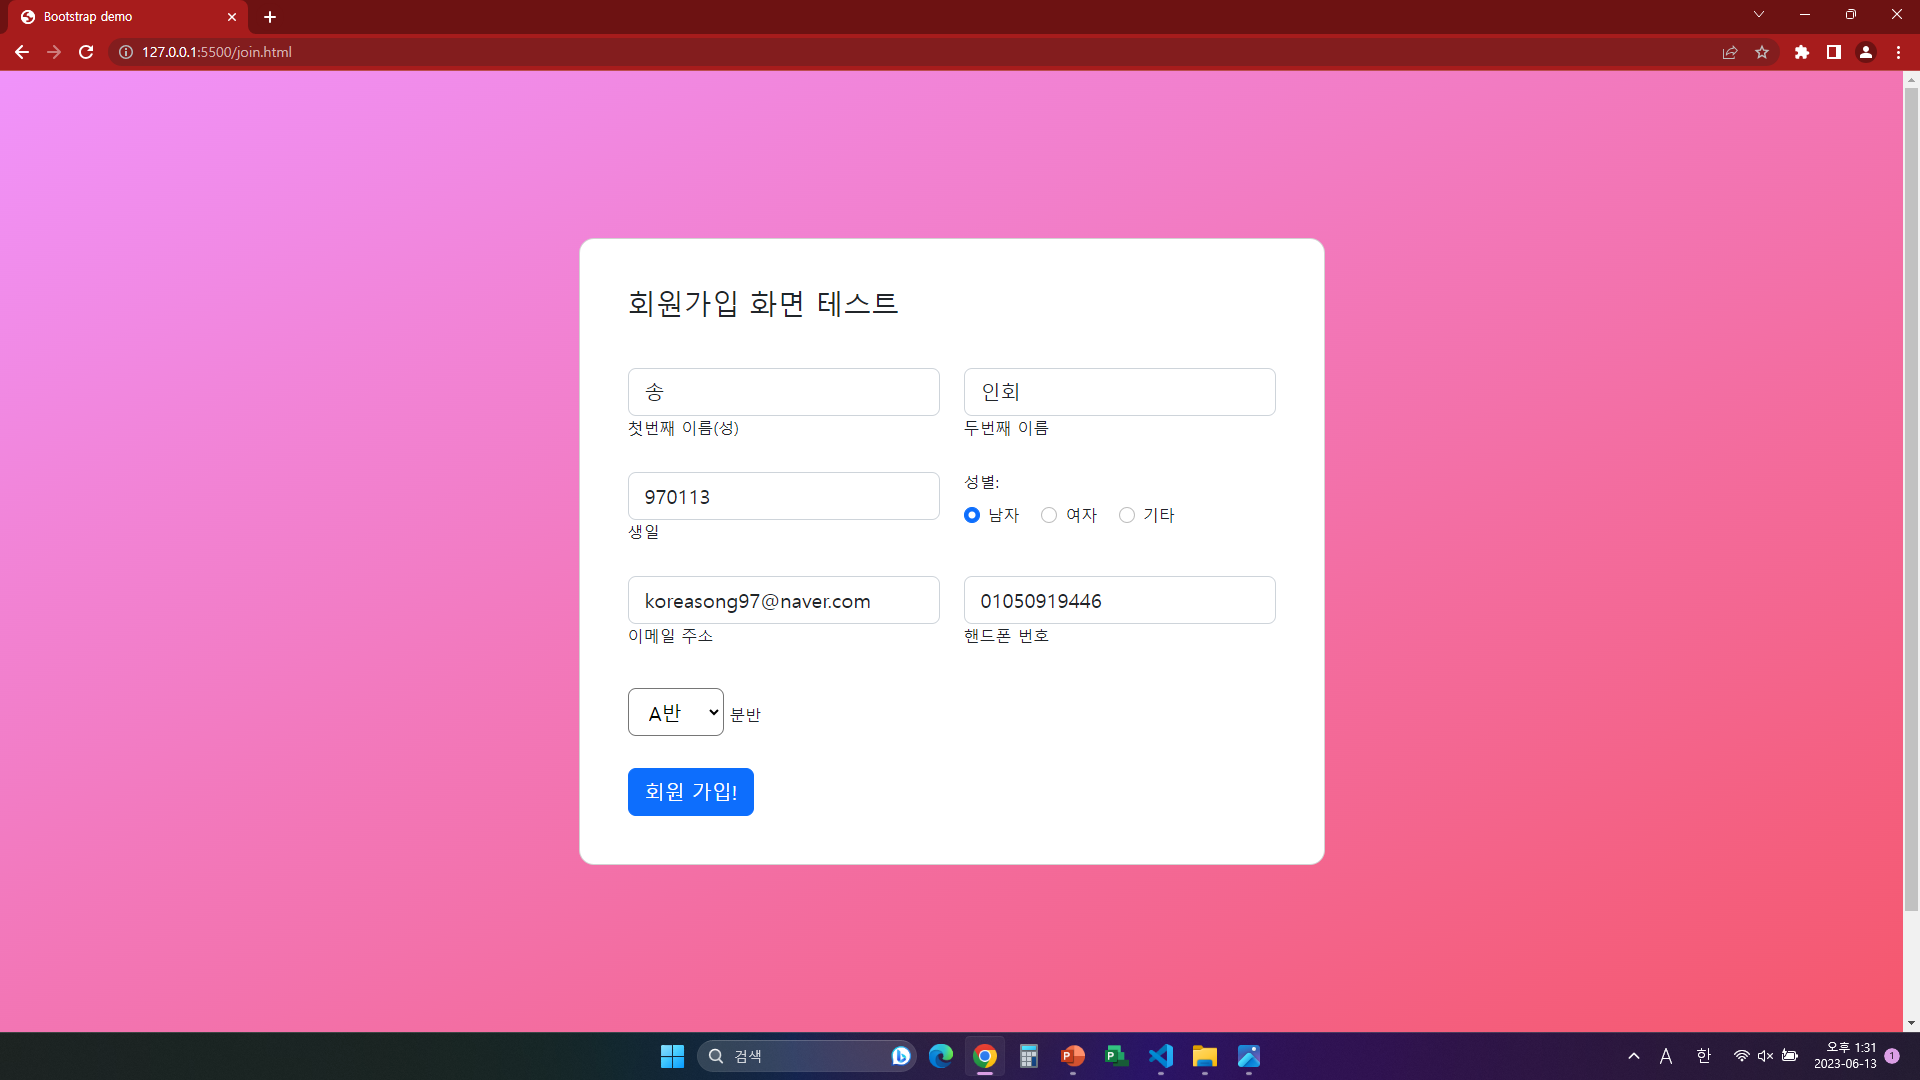 Bootstrap demo
127.0.0.1:5500/join.html
회원가입 화면 테스트
송
인회
첫번째 이름(성)
두번째 이름
970113
생일
성별:
남자
여자
기타
koreasong97@naver.com
01050919446
이메일 주소
핸드폰 번호
A반
분반
회원 가입!
검색
A
한
오후 1:31
2023-06-13
1